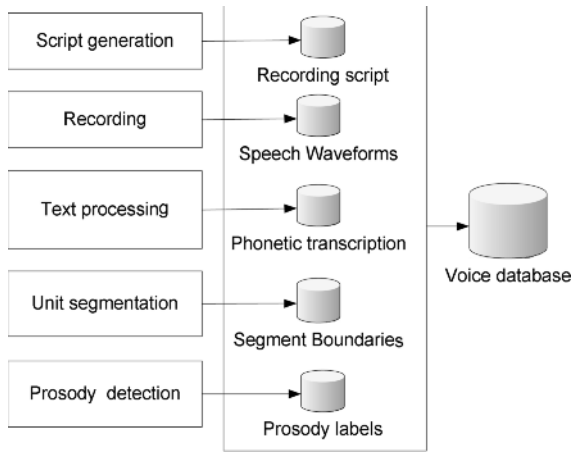 Script generation
Recording script
Recording
Speech Waveforms
Text processing
Phonetic transcription
Voice database
Unit segmentation
Segment Boundaries
Prosody detection
Prosody labels